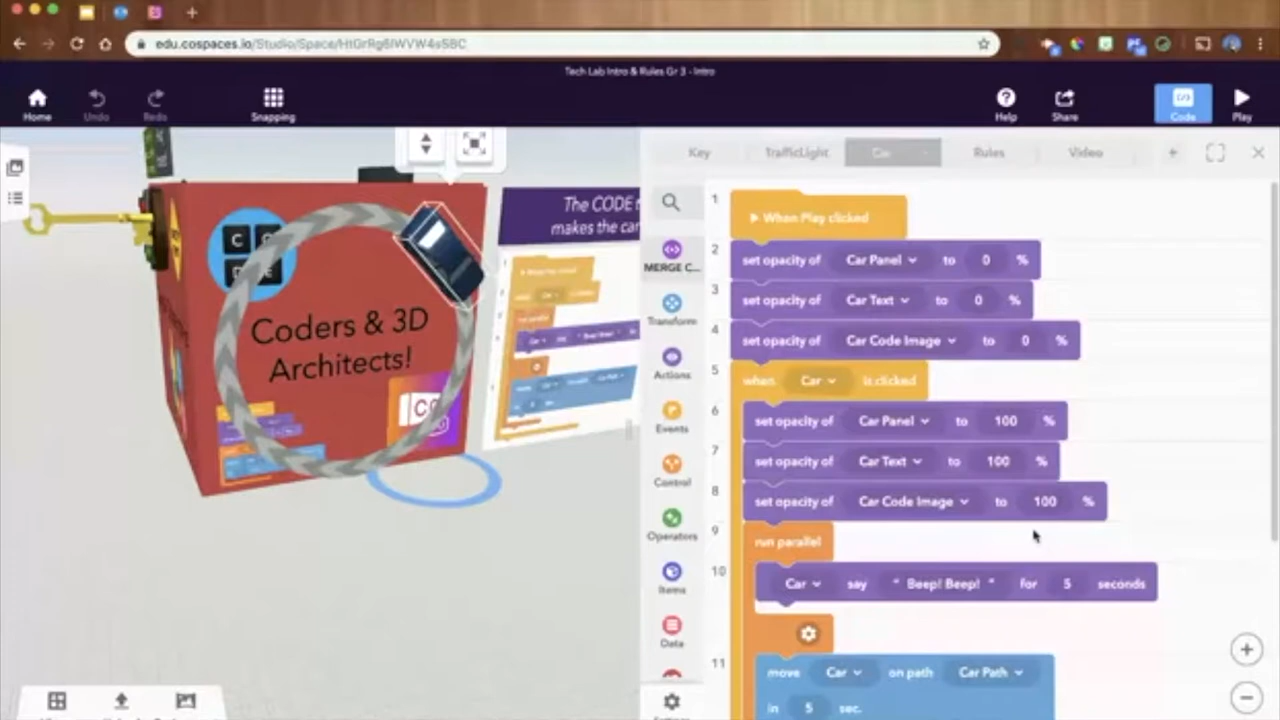 edu.cospaces.io/Studio/Space/HtGrRg6IWVW4s5BC
Tech Lab Intro & Rules Gr 3 - Intro
Home
Undo
Redo
Snapping
Help
Share
Code
Play
Key
TrafficLight
Car
Rules
Video
+
The CODE
makes the car
C O
D E
Coders & 3D
Architects!
CO
MERGE C...
Transform
Actions
Events
Control
Operators
Items
Data
1
When Play clicked
2
set opacity of Car Panel to 0 %
3
set opacity of Car Text to 0 %
4
set opacity of Car Code Image to 0 %
5
when Car is clicked
6
set opacity of Car Panel to 100 %
7
set opacity of Car Text to 100 %
8
set opacity of Car Code Image to 100 %
9
run parallel
10
Car say " Beep! Beep! " for 5 seconds
11
move Car on path Car Path
in 5 sec.